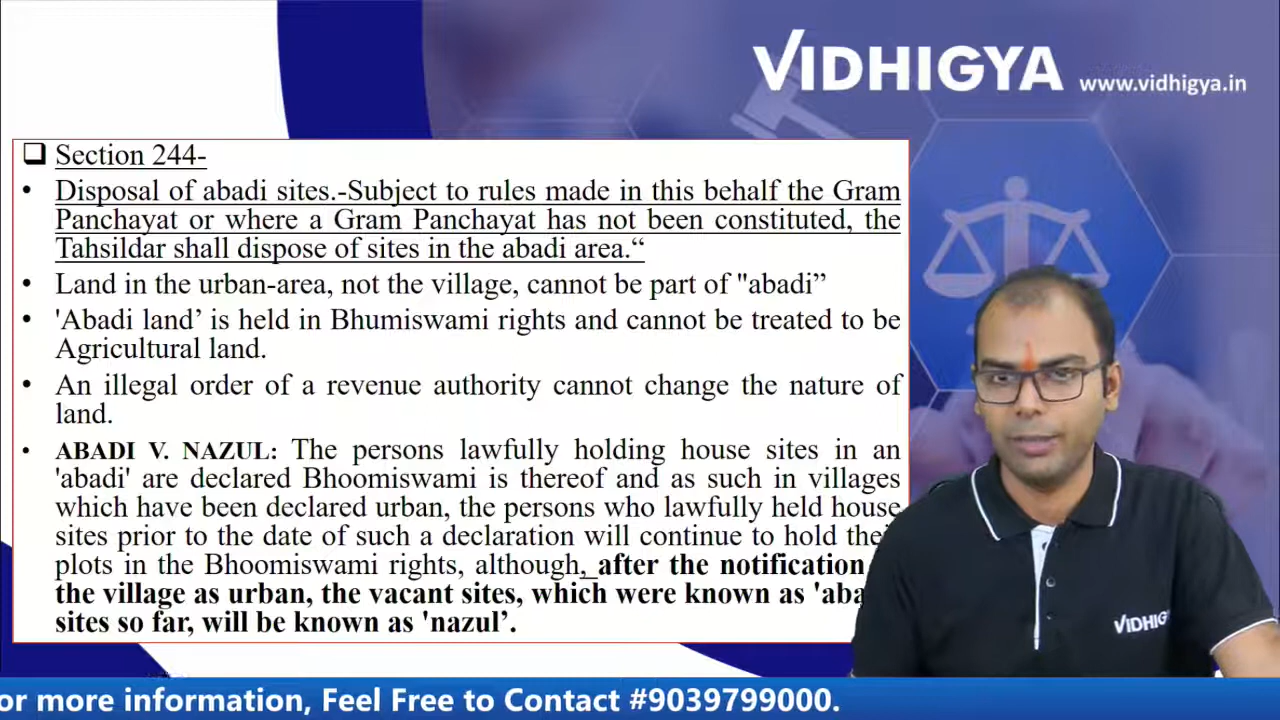 VIDHIGYA www.vidhigya.in
❑ Section 244-
• Disposal of abadi sites.-Subject to rules made in this behalf the Gram
Panchayat or where a Gram Panchayat has not been constituted, the
Tahsildar shall dispose of sites in the abadi area.“
• Land in the urban-area, not the village, cannot be part of "abadi”
• 'Abadi land’ is held in Bhumiswami rights and cannot be treated to be
Agricultural land.
• An illegal order of a revenue authority cannot change the nature of
land.
• ABADI V. NAZUL: The persons lawfully holding house sites in an
'abadi' are declared Bhoomiswami is thereof and as such in villages
which have been declared urban, the persons who lawfully held house
sites prior to the date of such a declaration will continue to hold
plots in the Bhoomiswami rights, although, after the notification
the village as urban, the vacant sites, which were known as
sites so far, will be known as 'nazul’.
VIDHIGYA
or more information, Feel Free to Contact #9039799000.